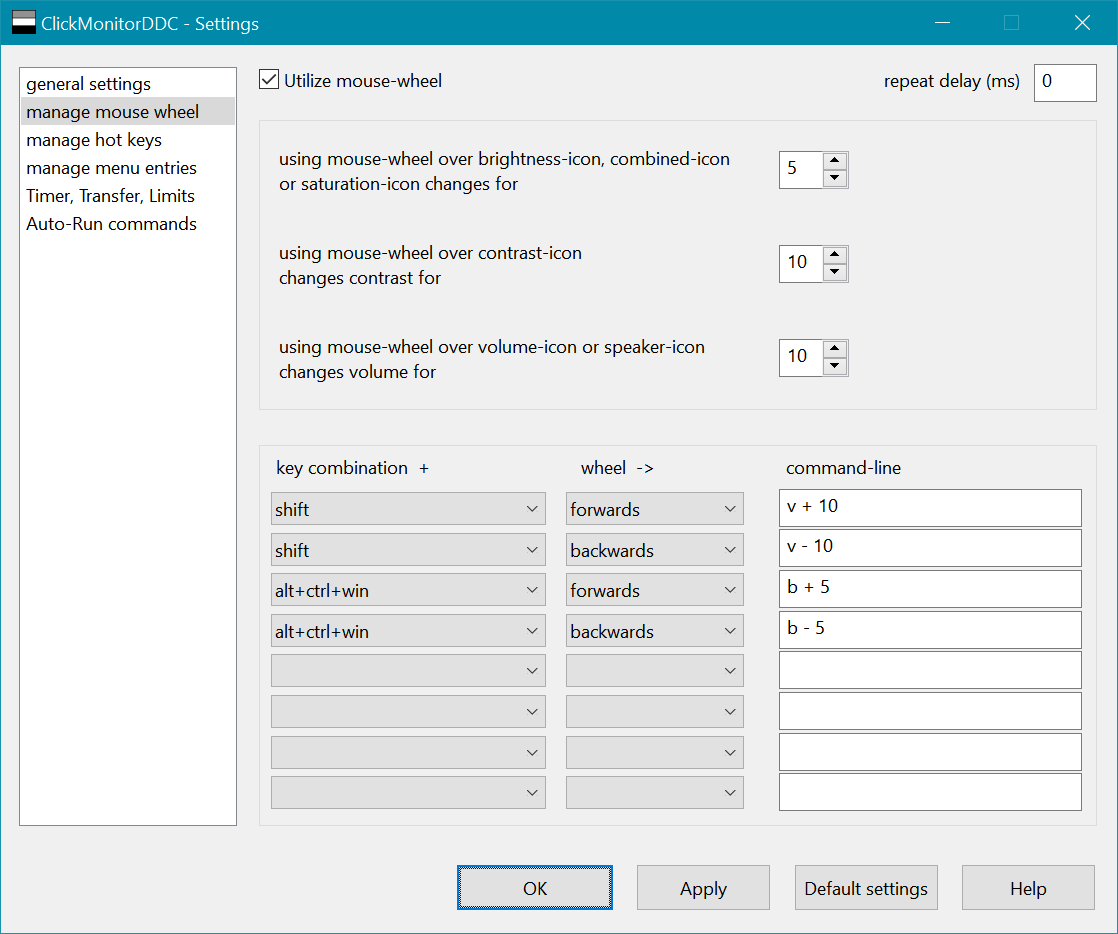 ClickMonitorDDC - Settings
general settings
manage mouse wheel
manage hot keys
manage menu entries
Timer, Transfer, Limits
Auto-Run commands
Utilize mouse-wheel
repeat delay (ms) 0
using mouse-wheel over brightness-icon, combined-icon
or saturation-icon changes for
5
using mouse-wheel over contrast-icon
changes contrast for
10
using mouse-wheel over volume-icon or speaker-icon
changes volume for
10
key combination + wheel -> command-line
shift forwards v + 10
shift backwards v - 10
alt+ctrl+win forwards b + 5
alt+ctrl+win backwards b - 5
OK Apply Default settings Help